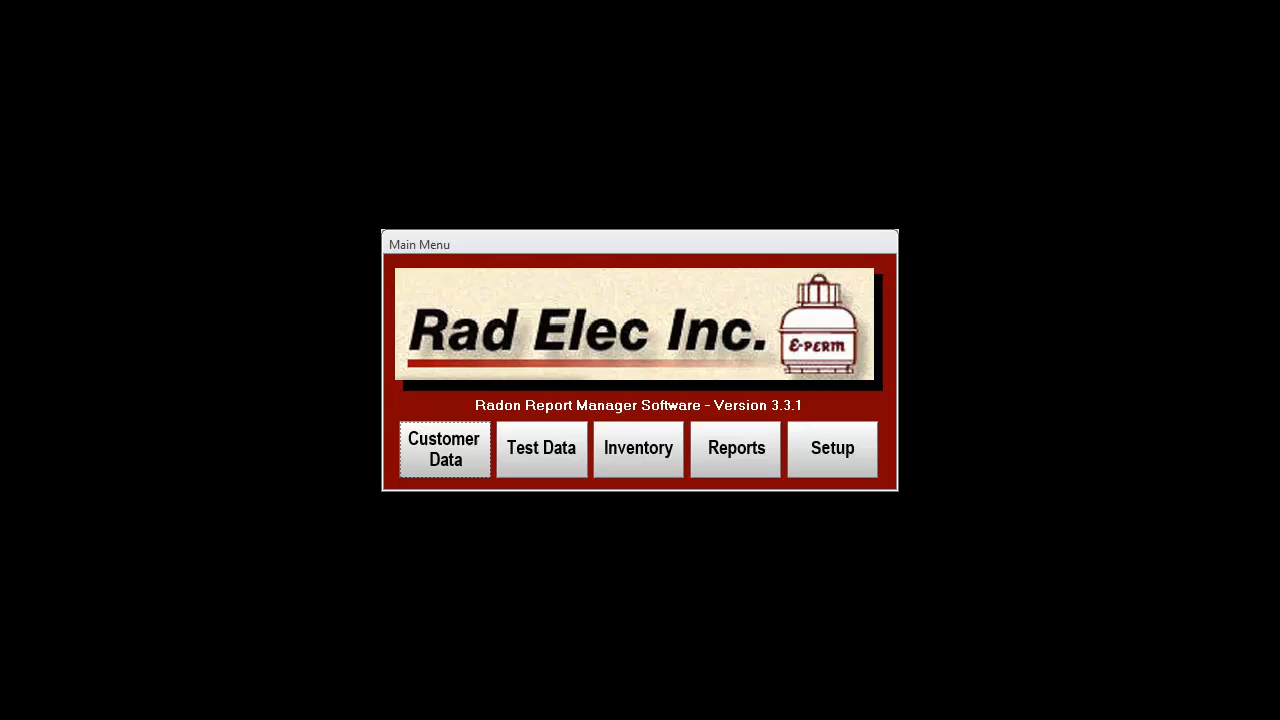 Main Menu
Rad Elec Inc.
E-PERM
Radon Report Manager Software - Version 3.3.1
Customer Data
Test Data
Inventory
Reports
Setup